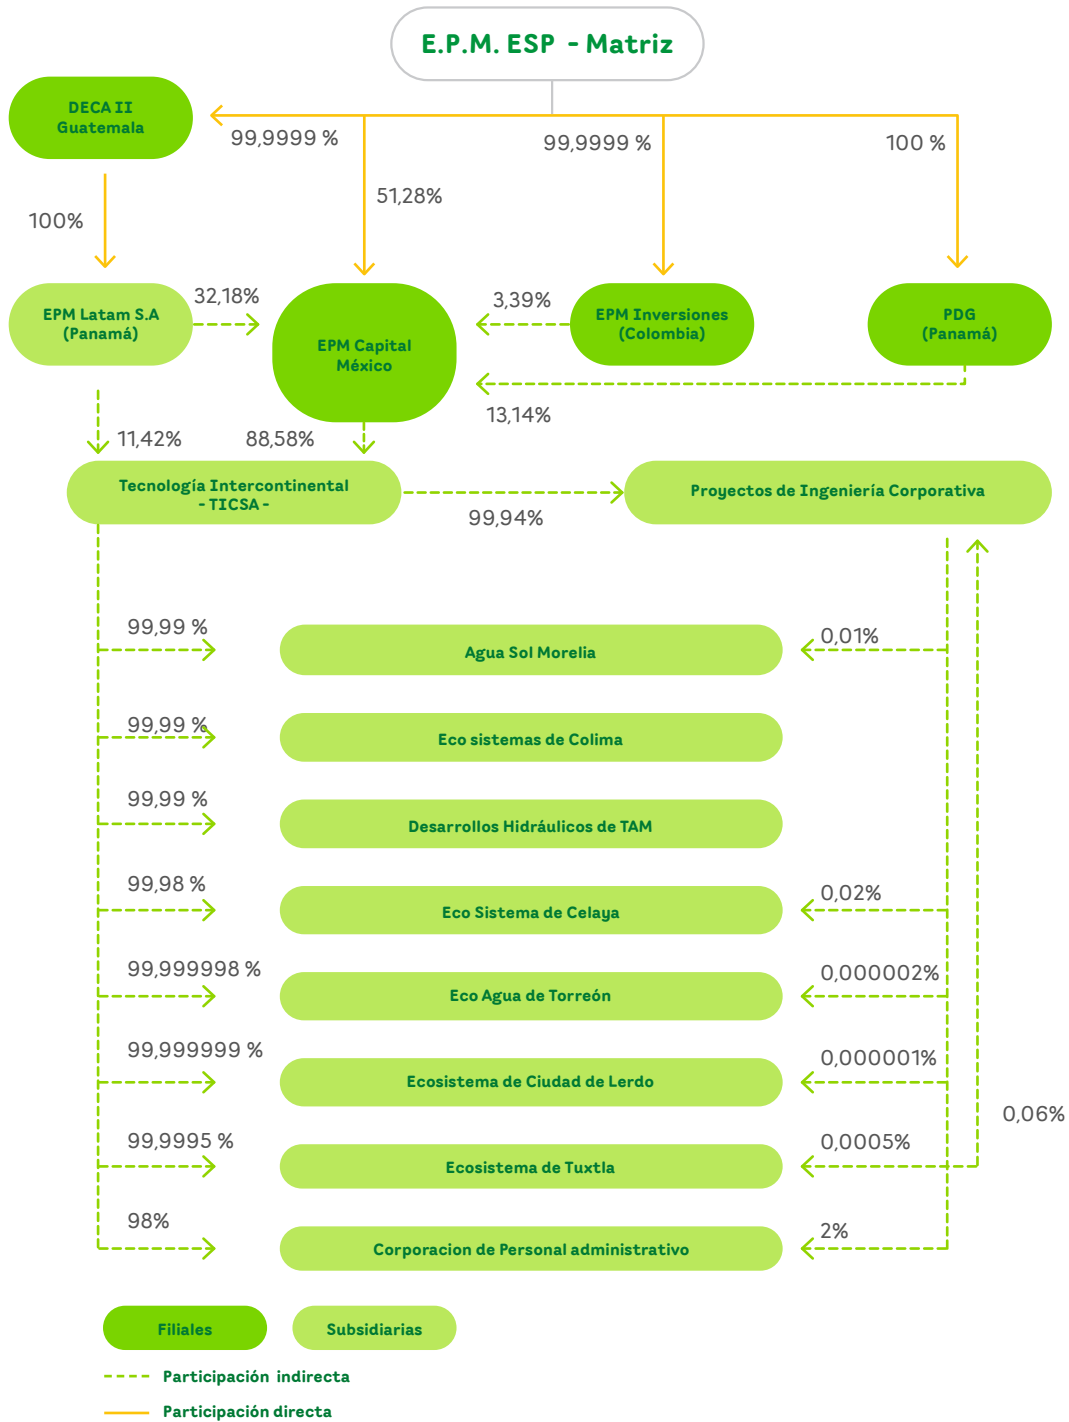 E.P.M. ESP - Matriz
DECA II
Guatemala
99,9999 %
99,9999 %
100 %
51,28%
100%
EPM Latam S.A
(Panamá)
32,18%
EPM Capital
México
3,39%
EPM Inversiones
(Colombia)
PDG
(Panamá)
13,14%
11,42%
88,58%
Tecnología Intercontinental
- TICSA -
99,94%
Proyectos de Ingeniería Corporativa
99,99 %
Agua Sol Morelia
0,01%
99,99 %
Eco sistemas de Colima
99,99 %
Desarrollos Hidráulicos de TAM
99,98 %
Eco Sistema de Celaya
0,02%
99,999998 %
Eco Agua de Torreón
0,000002%
99,999999 %
Ecosistema de Ciudad de Lerdo
0,000001%
0,06%
99,9995 %
Ecosistema de Tuxtla
0,0005%
98%
Corporacion de Personal administrativo
2%
Filiales
Subsidiarias
Participación indirecta
Participación directa